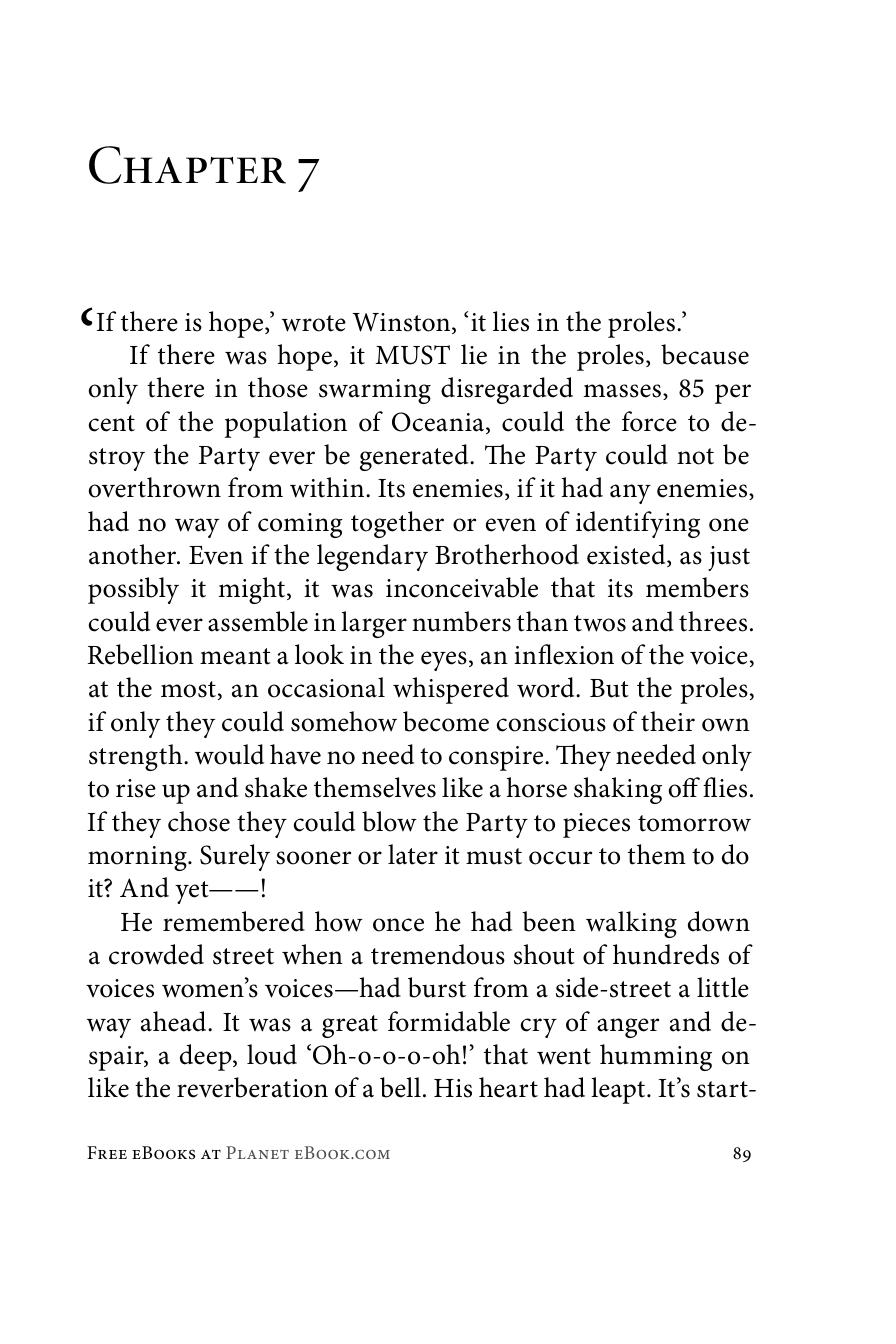 Chapter 7
‘If there is hope,’ wrote Winston, ‘it lies in the proles.’
If there was hope, it MUST lie in the proles, because
only there in those swarming disregarded masses, 85 per
cent of the population of Oceania, could the force to de-
stroy the Party ever be generated. The Party could not be
overthrown from within. Its enemies, if it had any enemies,
had no way of coming together or even of identifying one
another. Even if the legendary Brotherhood existed, as just
possibly it might, it was inconceivable that its members
could ever assemble in larger numbers than twos and threes.
Rebellion meant a look in the eyes, an inflexion of the voice,
at the most, an occasional whispered word. But the proles,
if only they could somehow become conscious of their own
strength. would have no need to conspire. They needed only
to rise up and shake themselves like a horse shaking off flies.
If they chose they could blow the Party to pieces tomorrow
morning. Surely sooner or later it must occur to them to do
it? And yet——!
He remembered how once he had been walking down
a crowded street when a tremendous shout of hundreds of
voices women’s voices—had burst from a side-street a little
way ahead. It was a great formidable cry of anger and de-
spair, a deep, loud ‘Oh-o-o-o-oh!’ that went humming on
like the reverberation of a bell. His heart had leapt. It’s start-
Free eBooks at Planet eBook.com 89